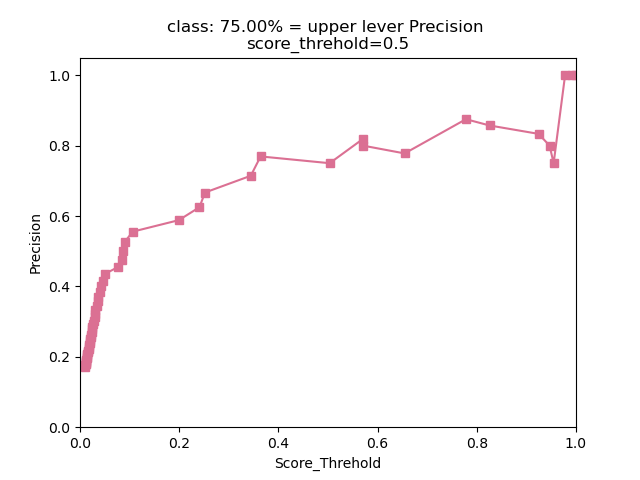 class: 75.00% = upper lever Precision
score_threhold=0.5
1.0
0.8
0.6
0.4
0.2
0.0
Precision
0.0 0.2 0.4 0.6 0.8 1.0
Score_Threhold